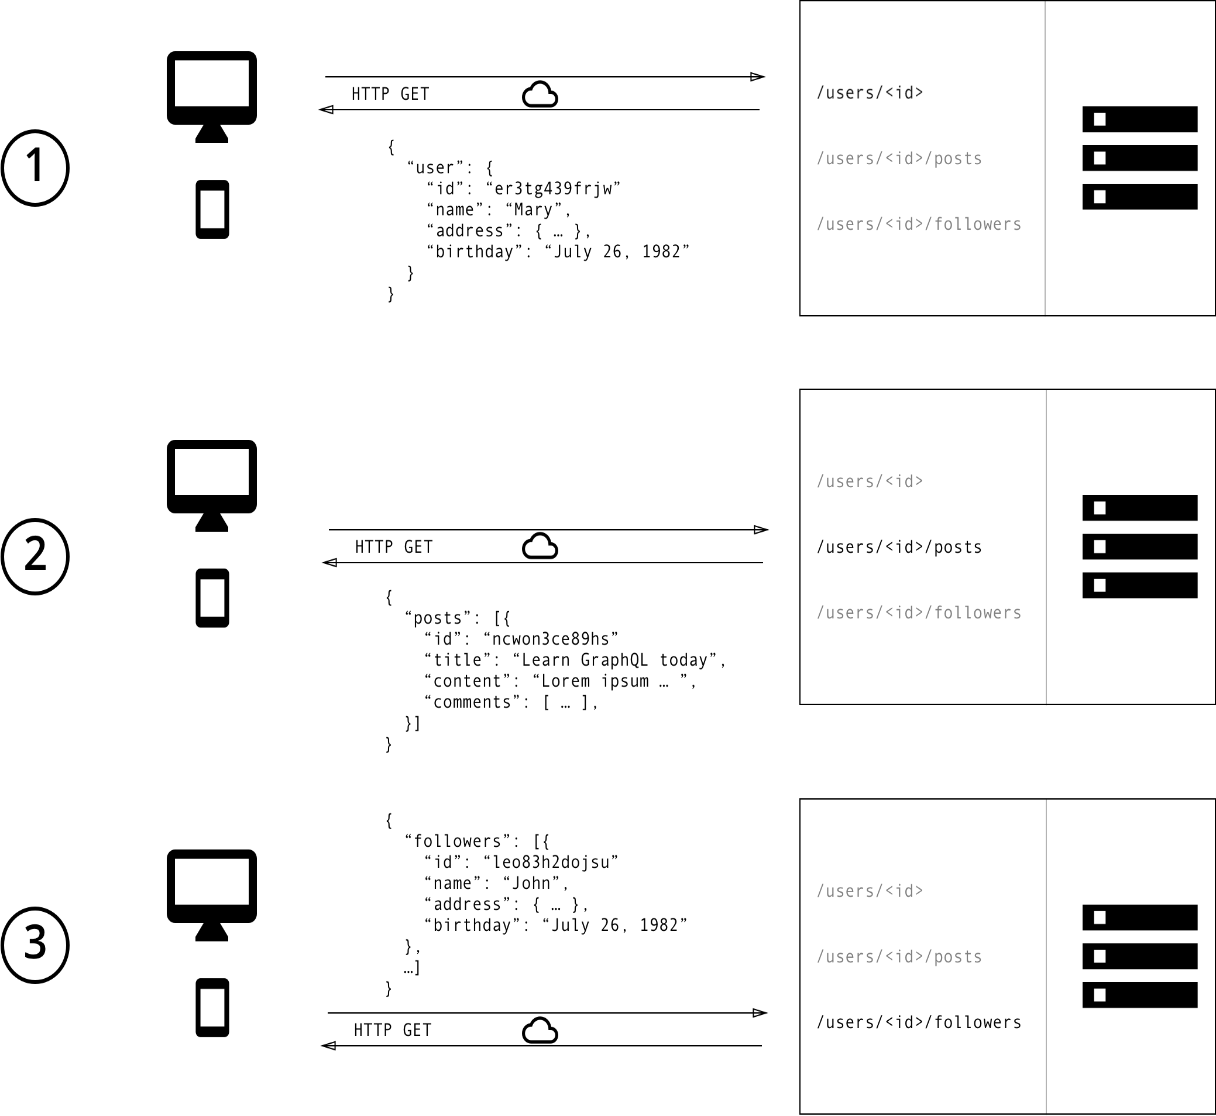 1
HTTP GET
{
“user”: {
“id”: “er3tg439frjw”
“name”: “Mary”,
“address”: { … },
“birthday”: “July 26, 1982”
}
}
/users/<id>
/users/<id>/posts
/users/<id>/followers
2
HTTP GET
{
“posts”: [{
“id”: “ncwon3ce89hs”
“title”: “Learn GraphQL today”,
“content”: “Lorem ipsum … ”,
“comments”: [ … ],
}]
}
/users/<id>
/users/<id>/posts
/users/<id>/followers
3
{
“followers”: [{
“id”: “leo83h2dojsu”
“name”: “John”,
“address”: { … },
“birthday”: “July 26, 1982”
},
…]
}
HTTP GET
/users/<id>
/users/<id>/posts
/users/<id>/followers